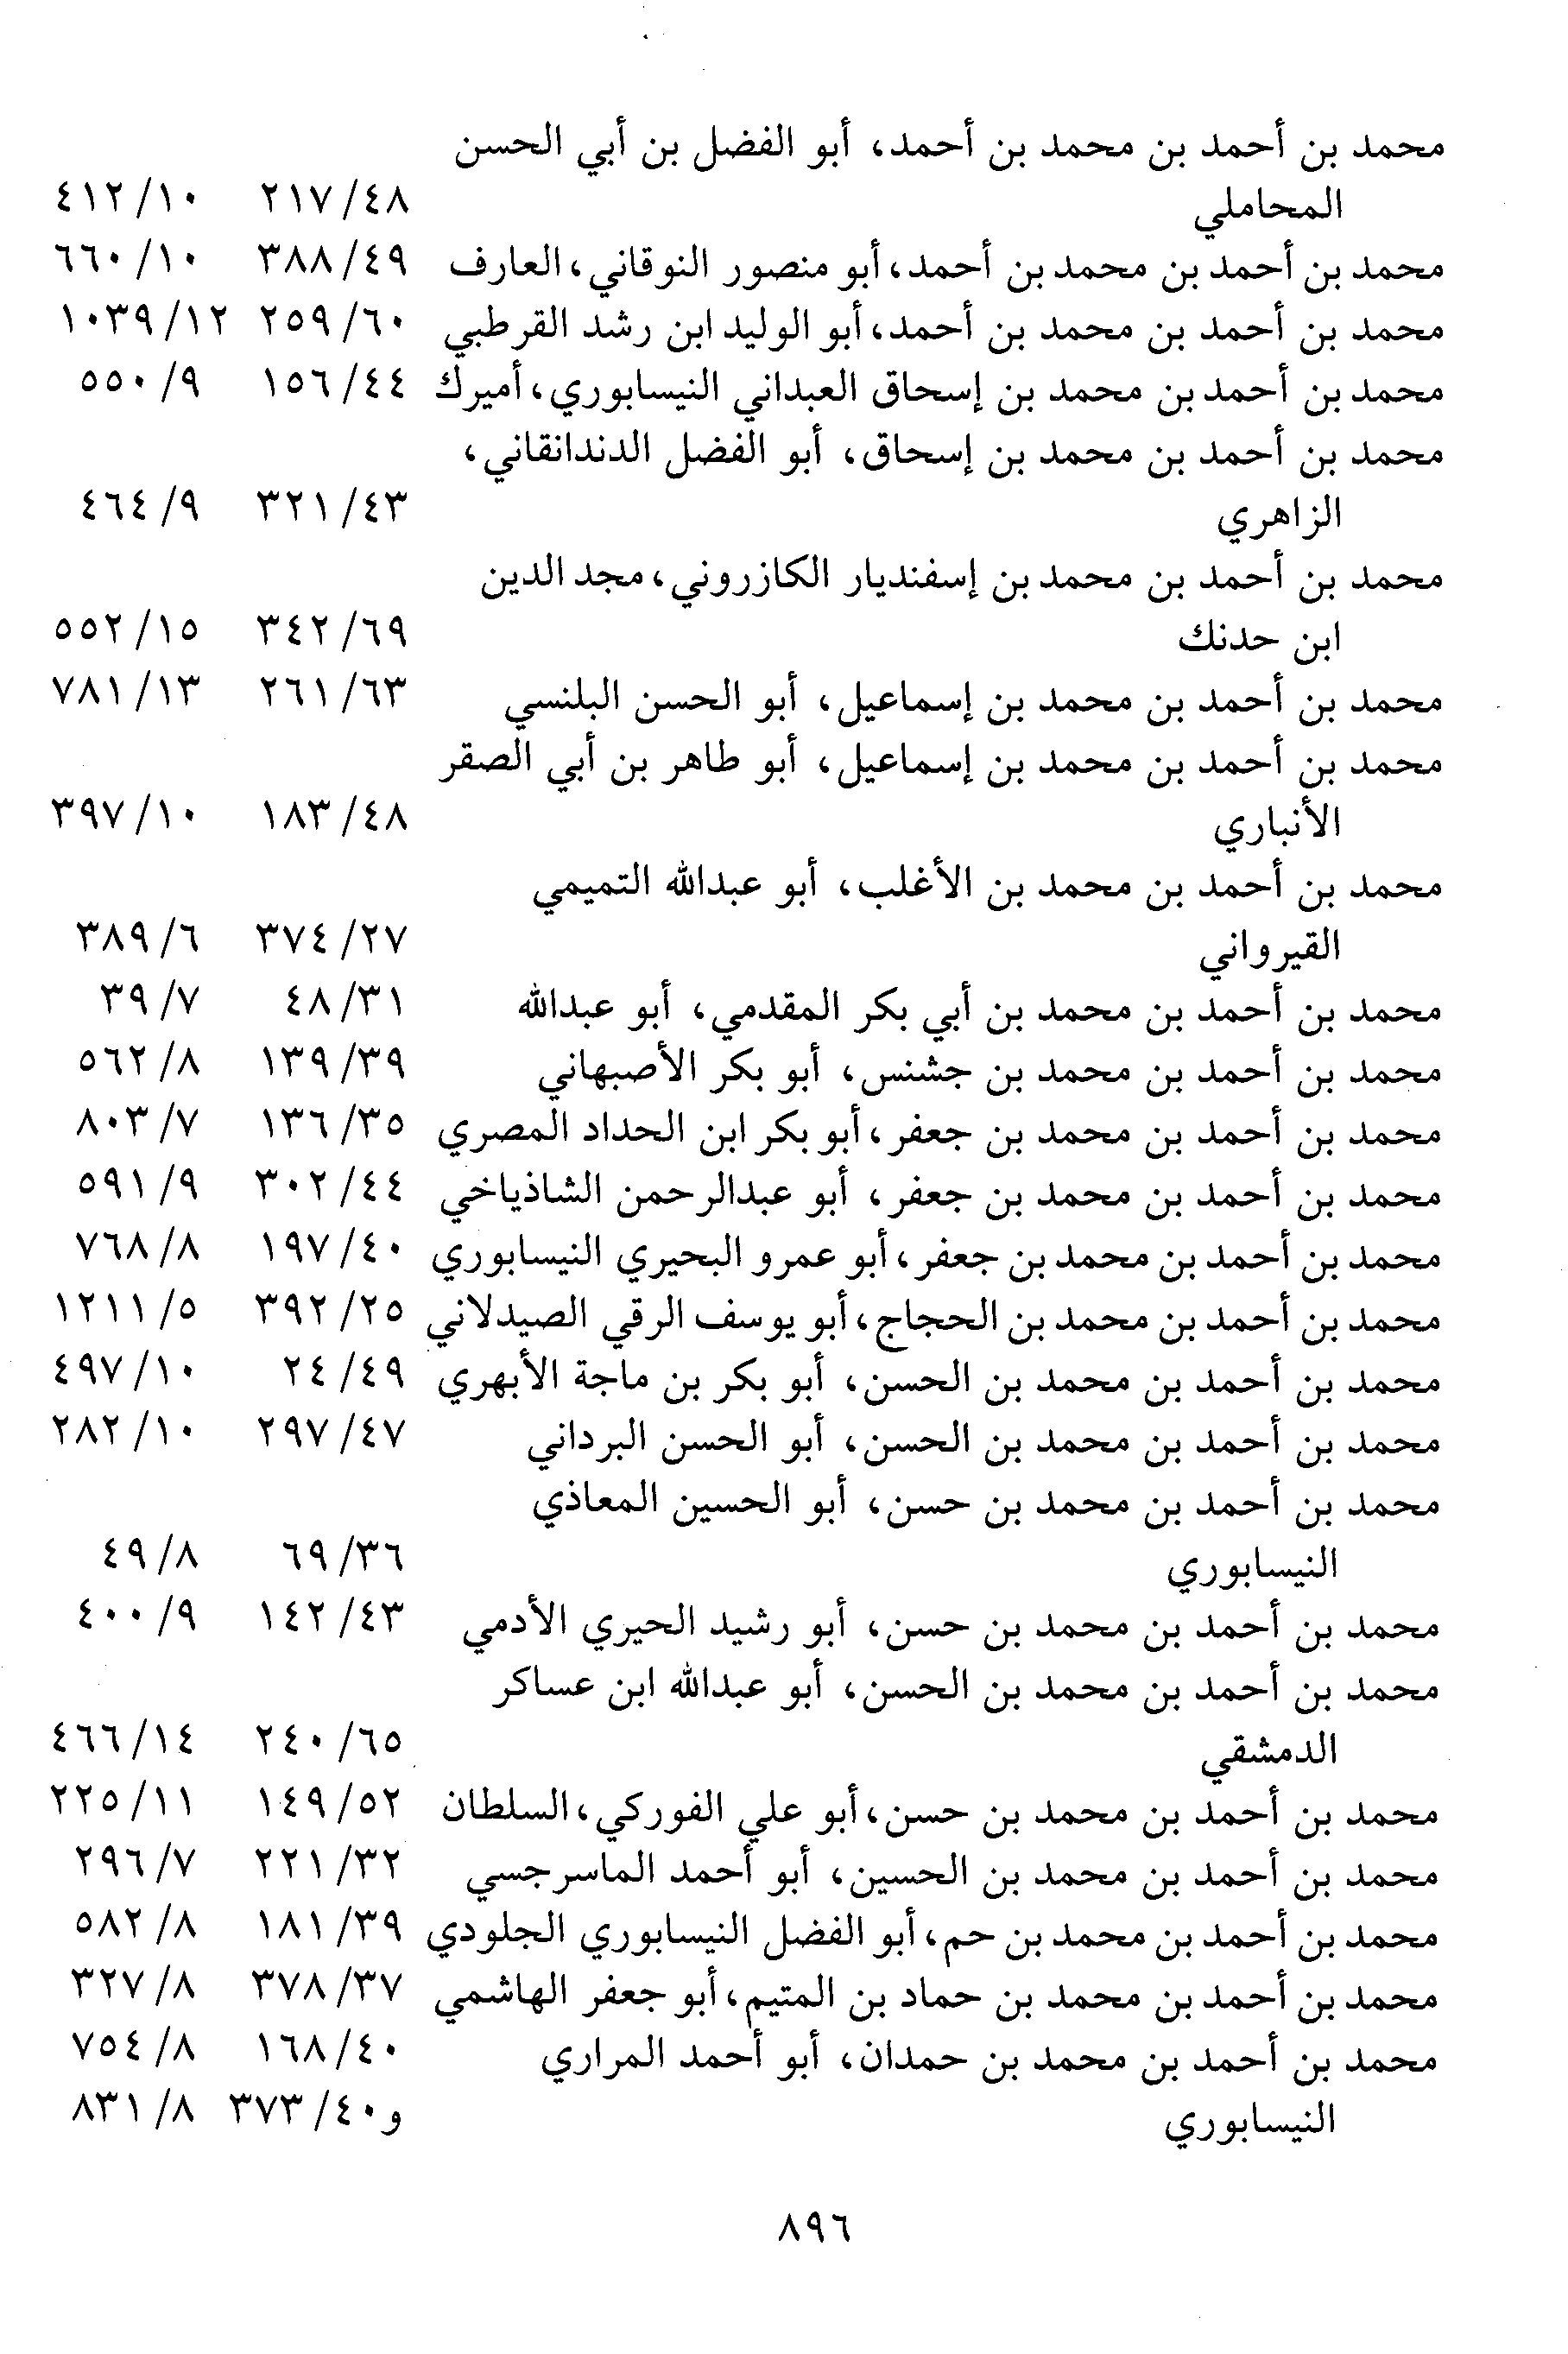 محمد بن أحمد بن محمد بن أحمد، أبو الفضل بن أبي الحسن
المحاملي ٤٨/ ٢١٧ ١٠/ ٤١٢
محمد بن أحمد بن محمد بن أحمد، أبو منصور النوقاني، العارف ٤٩/ ٣٨٨ ١٠/ ٦٦٠
محمد بن أحمد بن محمد بن أحمد، أبو الوليد ابن رشد القرطبي ٦٠/ ٢٥٩ ١٢/ ١٠٣٩
محمد بن أحمد بن محمد بن إسحاق العبداني النيسابوري، أميرك ٤٤/ ١٥٦ ٩/ ٥٥٠
محمد بن أحمد بن محمد بن إسحاق، أبو الفضل الدندانقاني،
الزاهري ٤٣/ ٣٢١ ٩/ ٤٦٤
محمد بن أحمد بن محمد بن إسفنديار الكازروني، مجد الدين
ابن حدنك ٦٩/ ٣٤٢ ١٥/ ٥٥٢
محمد بن أحمد بن محمد بن إسماعيل، أبو الحسن البلنسي ٦٣/ ٢٦١ ١٣/ ٧٨١
محمد بن أحمد بن محمد بن إسماعيل، أبو طاهر بن أبي الصقر
الأنباري ٤٨/ ١٨٣ ١٠/ ٣٩٧
محمد بن أحمد بن محمد بن الأغلب، أبو عبدالله التميمي
القيرواني ٢٧/ ٣٧٤ ٦/ ٣٨٩
محمد بن أحمد بن محمد بن أبي بكر المقدمي، أبو عبدالله ٣١/ ٤٨ ٧/ ٣٩
محمد بن أحمد بن محمد بن جشنس، أبو بكر الأصبهاني ٣٩/ ١٣٩ ٨/ ٥٦٢
محمد بن أحمد بن محمد بن جعفر، أبو بكر ابن الحداد المصري ٣٥/ ١٣٦ ٧/ ٨٠٣
محمد بن أحمد بن محمد بن جعفر، أبو عبدالرحمن الشاذياخي ٤٤/ ٣٠٢ ٩/ ٥٩١
محمد بن أحمد بن محمد بن جعفر، أبو عمرو البحيري النيسابوري ٤٠/ ١٩٧ ٨/ ٧٦٨
محمد بن أحمد بن محمد بن الحجاج، أبو يوسف الرقي الصيدلاني ٢٥/ ٣٩٢ ٥/ ١٢١١
محمد بن أحمد بن محمد بن الحسن، أبو بكر بن ماجة الأبهري ٤٩/ ٢٤ ١٠/ ٤٩٧
محمد بن أحمد بن محمد بن الحسن، أبو الحسن البرداني ٤٧/ ٢٩٧ ١٠/ ٢٨٢
محمد بن أحمد بن محمد بن حسن، أبو الحسين المعاذي
النيسابوري ٣٦/ ٦٩ ٨/ ٤٩
محمد بن أحمد بن محمد بن حسن، أبو رشيد الحيري الأدمي ٤٣/ ١٤٢ ٩/ ٤٠٠
محمد بن أحمد بن محمد بن الحسن، أبو عبدالله ابن عساكر
الدمشقي ٦٥/ ٢٤٠ ١٤/ ٤٦٦
محمد بن أحمد بن محمد بن حسن، أبو علي الفوركي، السلطان ٥٢/ ١٤٩ ١١/ ٢٢٥
محمد بن أحمد بن محمد بن الحسين، أبو أحمد الماسرجسي ٣٢/ ٢٢١ ٧/ ٢٩٦
محمد بن أحمد بن محمد بن حم، أبو الفضل النيسابوري الجلودي ٣٩/ ١٨١ ٨/ ٥٨٢
محمد بن أحمد بن محمد بن حماد بن المتيم، أبو جعفر الهاشمي ٣٧/ ٣٧٨ ٨/ ٣٢٧
محمد بن أحمد بن محمد بن حمدان، أبو أحمد المراري ٤٠/ ١٦٨ ٨/ ٧٥٤
النيسابوري و٤٠/ ٣٧٣ ٨/ ٨٣١
٨٩٦